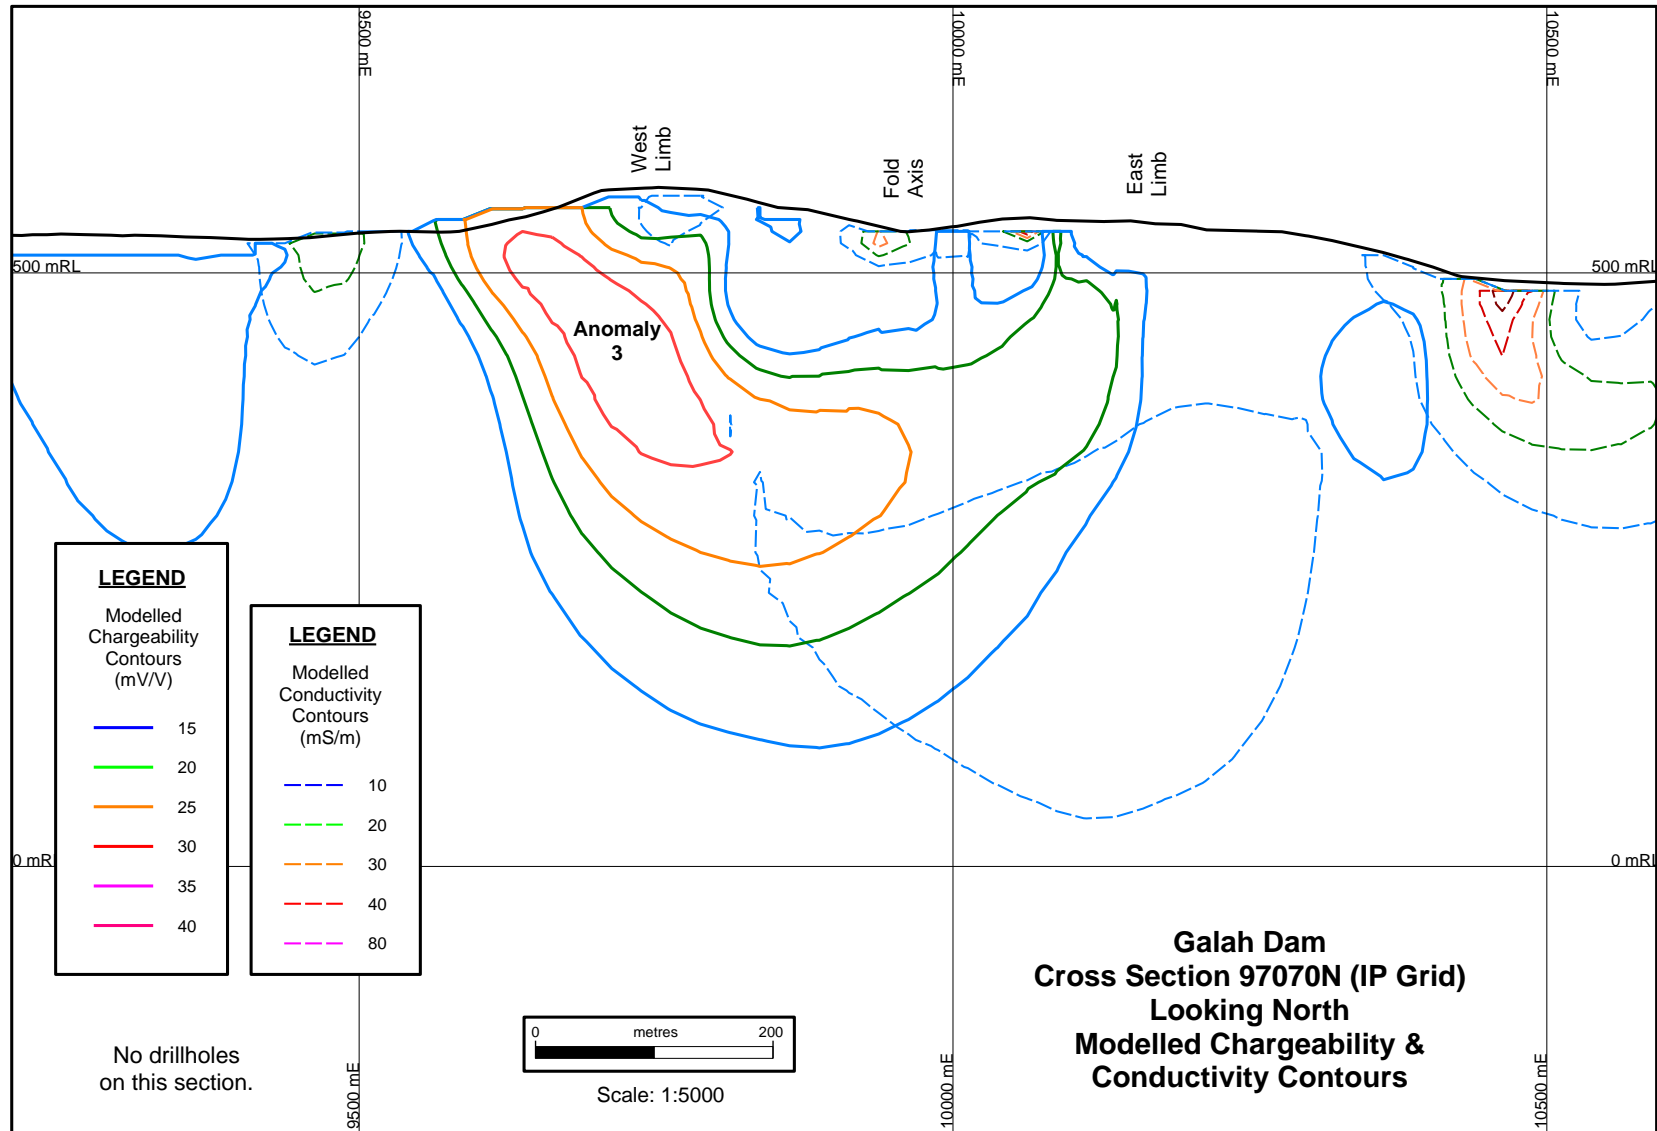 9500 mE
10000 mE
10500 mE
West
Limb
Fold
Axis
East
Limb
500 mRL
500 mRL
Anomaly
3
LEGEND
Modelled
Chargeability
Contours
(mV/V)
15
20
25
30
35
40
LEGEND
Modelled
Conductivity
Contours
(mS/m)
10
20
30
40
80
0 mRL
0 mRL
Galah Dam
Cross Section 97070N (IP Grid)
Looking North
Modelled Chargeability &
Conductivity Contours
No drillholes
on this section.
0 metres 200
Scale: 1:5000
9500 mE
10000 mE
10500 mE